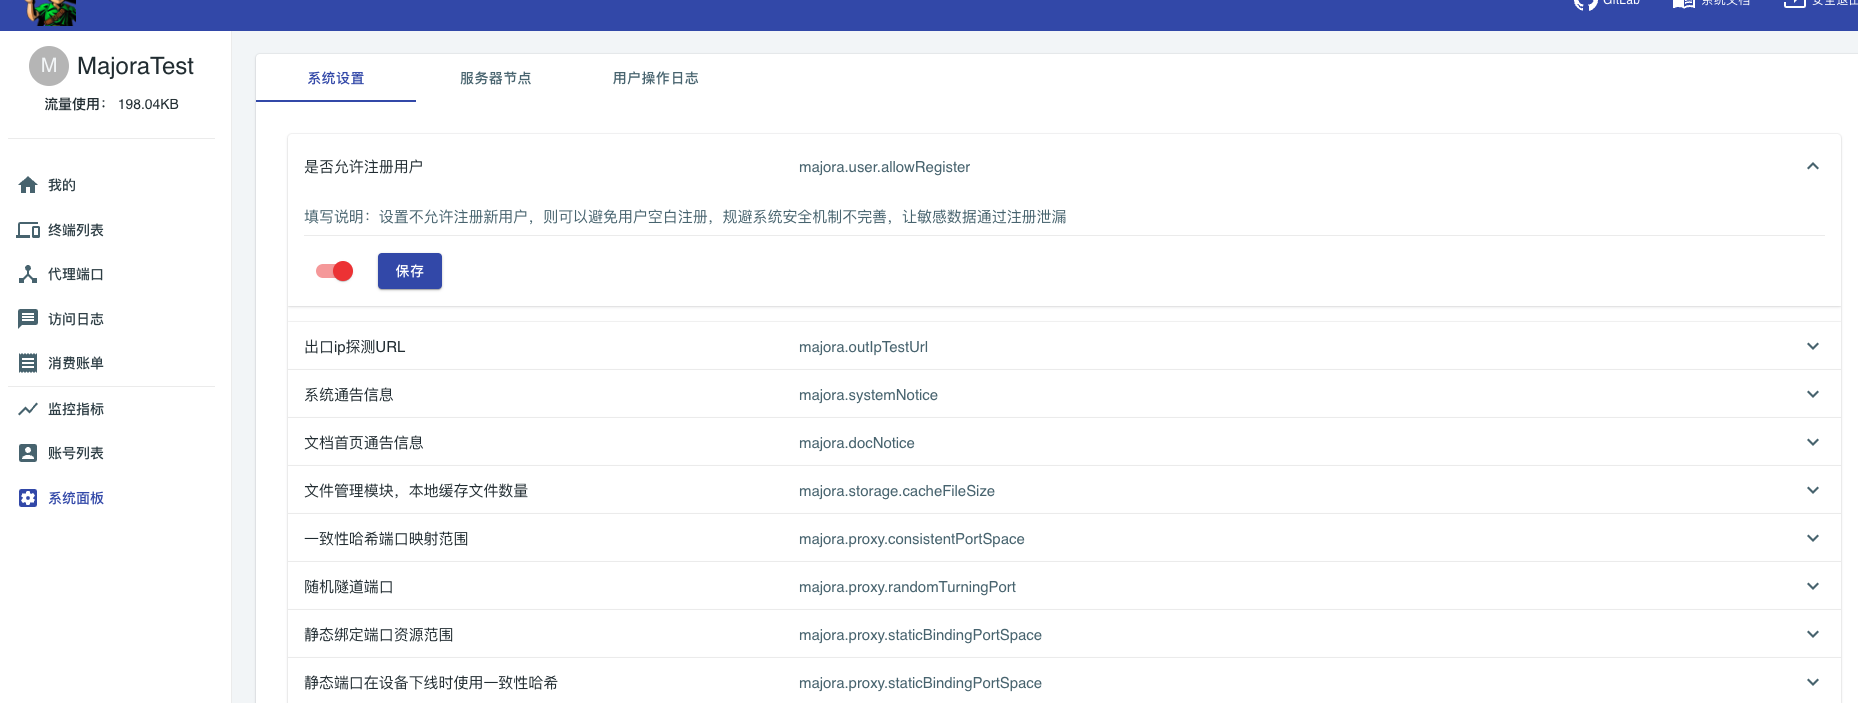 GitLab
系统文档
安全退出
M
MajoraTest
流量使用： 198.04KB
我的
终端列表
代理端口
访问日志
消费账单
监控指标
账号列表
系统面板
系统设置 服务器节点 用户操作日志
是否允许注册用户 majora.user.allowRegister
填写说明：设置不允许注册新用户，则可以避免用户空白注册，规避系统安全机制不完善，让敏感数据通过注册泄漏
保存
出口ip探测URL majora.outIpTestUrl
系统通告信息 majora.systemNotice
文档首页通告信息 majora.docNotice
文件管理模块，本地缓存文件数量 majora.storage.cacheFileSize
一致性哈希端口映射范围 majora.proxy.consistentPortSpace
随机隧道端口 majora.proxy.randomTurningPort
静态绑定端口资源范围 majora.proxy.staticBindingPortSpace
静态端口在设备下线时使用一致性哈希 majora.proxy.staticBindingPortSpace